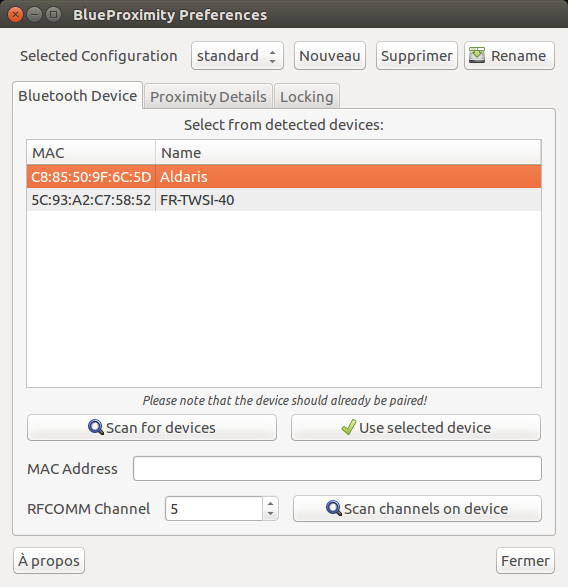 BlueProximity Preferences
Selected Configuration standard Nouveau Supprimer Rename
Bluetooth Device Proximity Details Locking
Select from detected devices:
MAC Name
C8:85:50:9F:6C:5D Aldaris
5C:93:A2:C7:58:52 FR-TWSI-40
Please note that the device should already be paired!
Scan for devices Use selected device
MAC Address
RFCOMM Channel 5 Scan channels on device
À propos Fermer